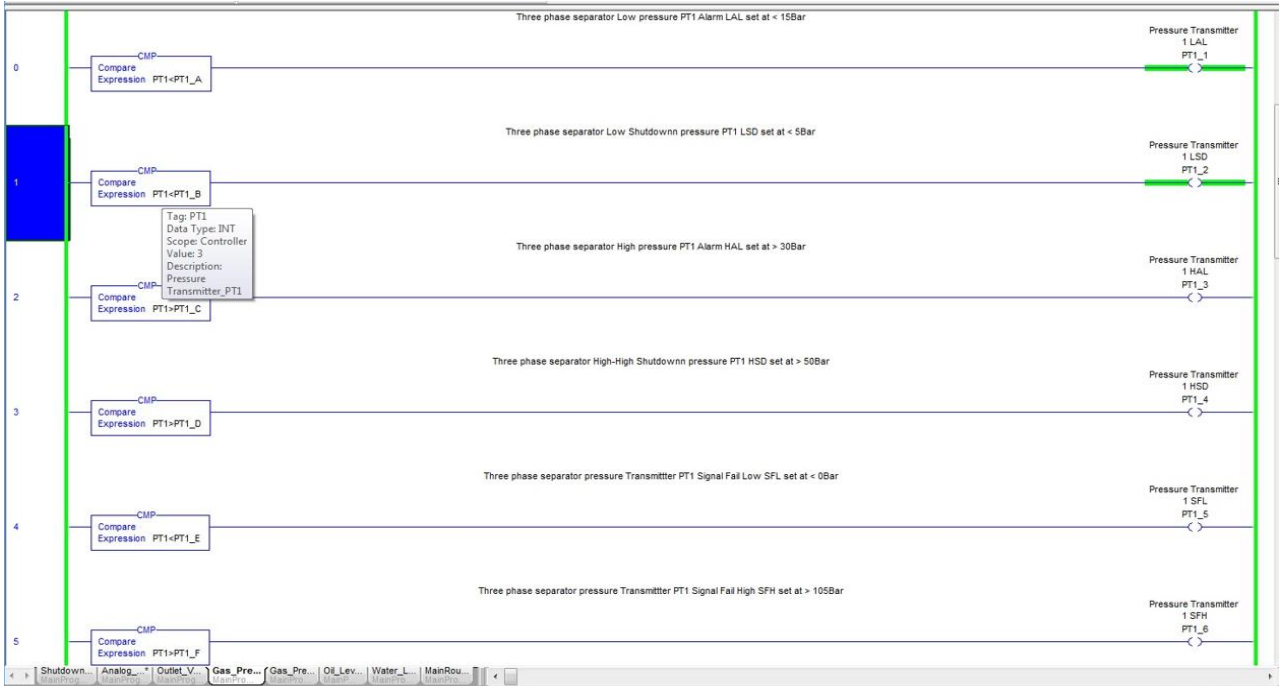 Three phase separator Low pressure PT1 Alarm LAL set at < 15Bar
Pressure Transmitter
1 LAL
PT1_1
0
CMP
Compare
Expression PT1<PT1_A
Three phase separator Low Shutdownn pressure PT1 LSD set at < 5Bar
Pressure Transmitter
1 LSD
PT1_2
1
CMP
Compare
Expression PT1<PT1_B
Tag: PT1
Data Type: INT
Scope: Controller
Value: 3
Description:
Pressure
Transmitter_PT1
Three phase separator High pressure PT1 Alarm HAL set at > 30Bar
Pressure Transmitter
1 HAL
PT1_3
2
CMP
Compare
Expression PT1>PT1_C
Three phase separator High-High Shutdownn pressure PT1 HSD set at > 50Bar
Pressure Transmitter
1 HSD
PT1_4
3
CMP
Compare
Expression PT1>PT1_D
Three phase separator pressure Transmittter PT1 Signal Fail Low SFL set at < 0Bar
Pressure Transmitter
1 SFL
PT1_5
4
CMP
Compare
Expression PT1<PT1_E
Three phase separator pressure Transmittter PT1 Signal Fail High SFH set at > 105Bar
Pressure Transmitter
1 SFH
PT1_6
5
CMP
Compare
Expression PT1>PT1_F
Shutdown... Analog_...* Outlet_V... Gas_Pre... Gas_Pre... Oil_Lev... Water_L... MainRou...
MainProg MainProg MainProg MainPro... MainPro... MainP... MainPro... MainPro...